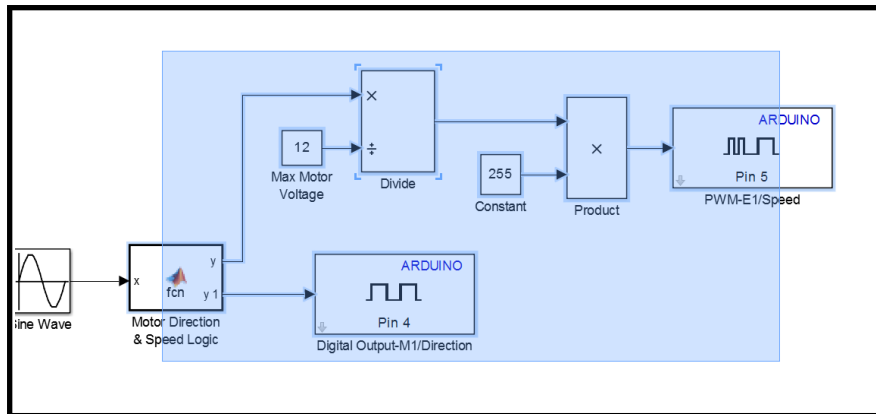 ARDUINO
12
÷
×
×
Pin 5
255
Max Motor
Voltage
Divide
Constant
Product
PWM-E1/Speed
x
y
fcn
y 1
ARDUINO
Pin 4
Sine Wave
Motor Direction
& Speed Logic
Digital Output-M1/Direction